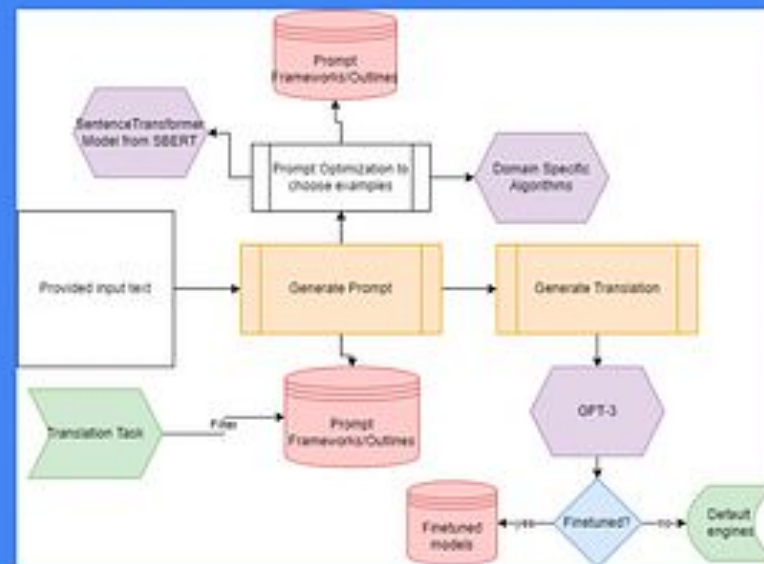 Prompt
Frameworks/Outlines
SentenceTransformer
Model from SBERT
Prompt Optimization to
choose examples
Domain Specific
Algorithms
Provided input text
Generate Prompt
Generate Translation
Translation Task
Filter
Prompt
Frameworks/Outlines
GPT-3
Finetuned
models
yes
Finetuned?
no
Default
engines